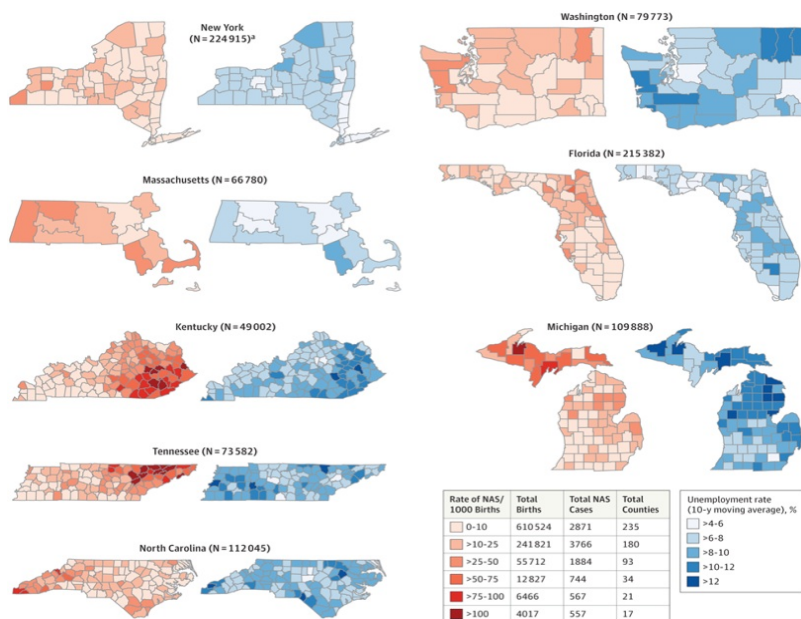 New York
(N = 224 915)a
Washington (N = 79 773)
Massachusetts (N = 66 780)
Florida (N = 215 382)
Kentucky (N = 49 002)
Michigan (N = 109 888)
Tennessee (N = 73 582)
North Carolina (N = 112 045)
Rate of NAS/ Total Total NAS Total
1000 Births Births Cases Counties
0-10 610 524 2871 235
>10-25 241 821 3766 180
>25-50 55 712 1884 93
>50-75 12 827 744 34
>75-100 6466 567 21
>100 4017 557 17
Unemployment rate
(10-y moving average), %
>4-6
>6-8
>8-10
>10-12
>12